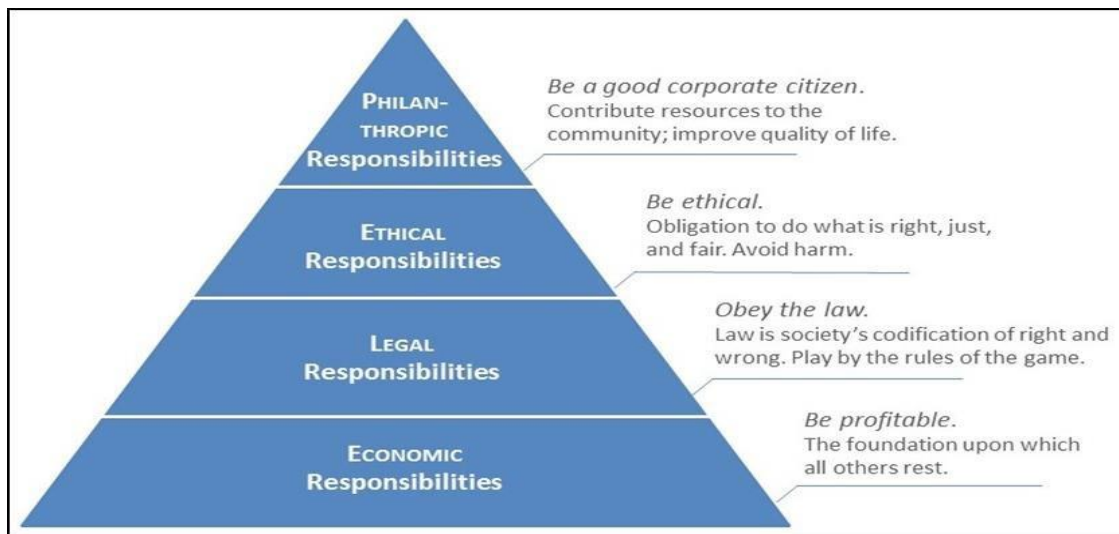 PHILAN-
THROPIC
Responsibilities
Be a good corporate citizen.
Contribute resources to the
community; improve quality of life.
ETHICAL
Responsibilities
Be ethical.
Obligation to do what is right, just,
and fair. Avoid harm.
LEGAL
Responsibilities
Obey the law.
Law is society's codification of right and
wrong. Play by the rules of the game.
ECONOMIC
Responsibilities
Be profitable.
The foundation upon which
all others rest.